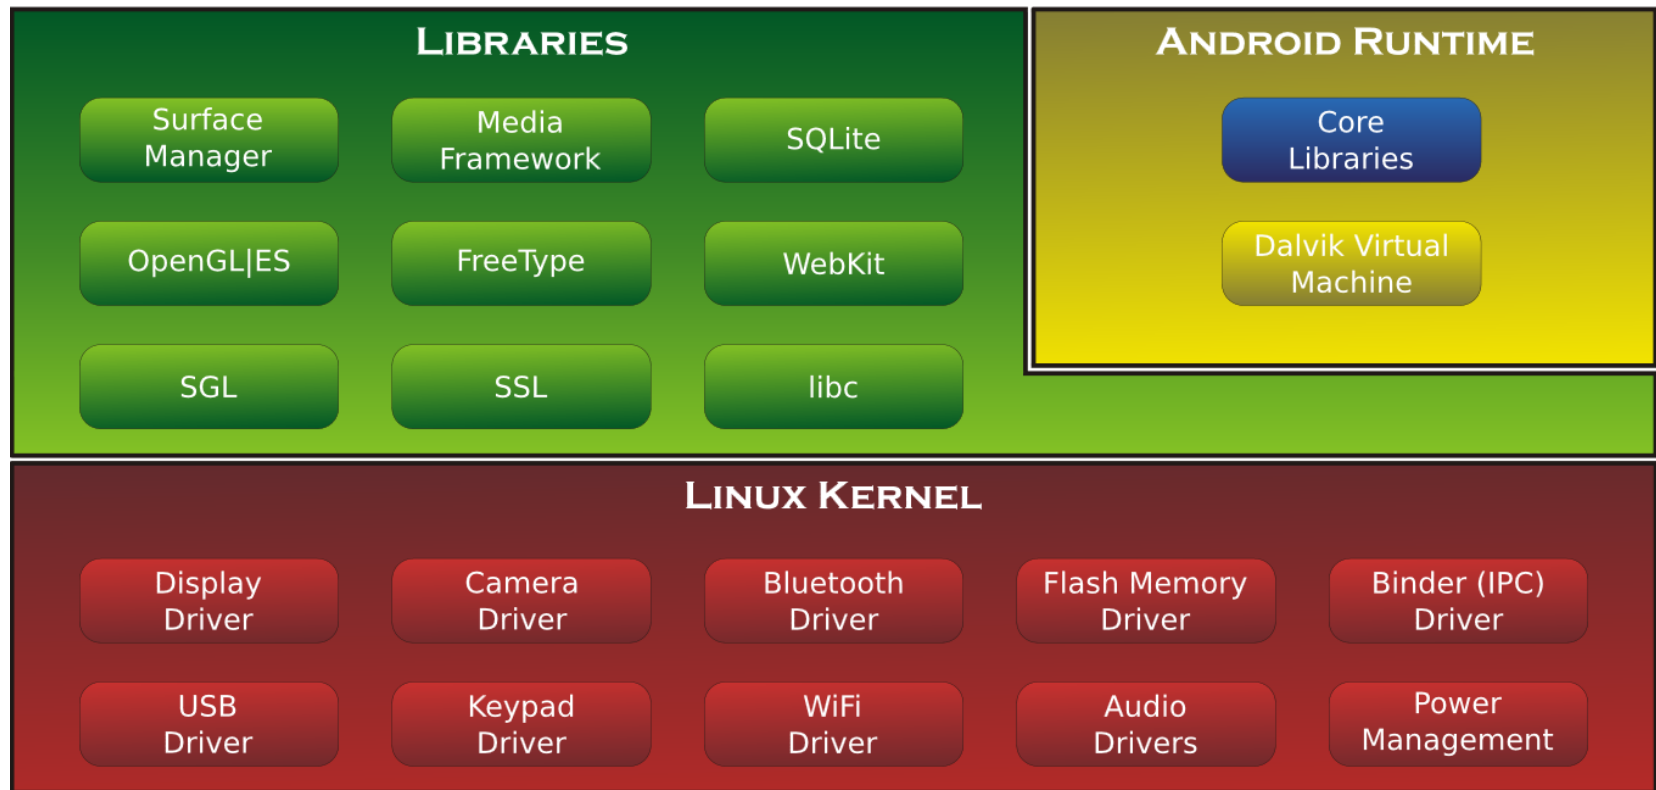 LIBRARIES
Surface
Manager
Media
Framework
SQLite
OpenGL|ES
FreeType
WebKit
SGL
SSL
libc
ANDROID RUNTIME
Core
Libraries
Dalvik Virtual
Machine
LINUX KERNEL
Display
Driver
Camera
Driver
Bluetooth
Driver
Flash Memory
Driver
Binder (IPC)
Driver
USB
Driver
Keypad
Driver
WiFi
Driver
Audio
Drivers
Power
Management